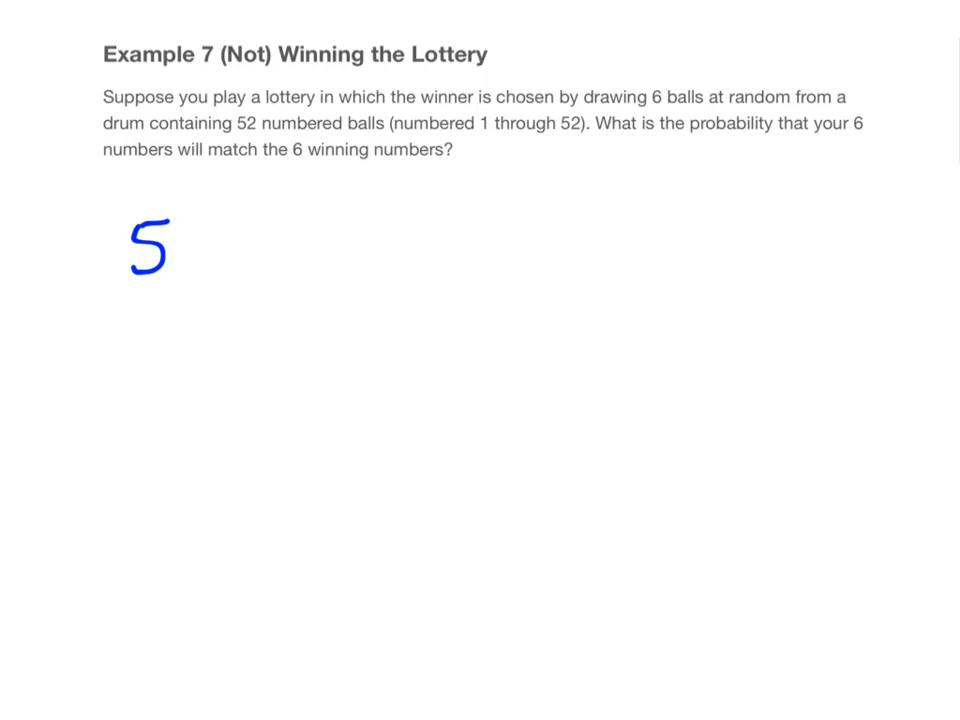 Example 7 (Not) Winning the Lottery
Suppose you play a lottery in which the winner is chosen by drawing 6 balls at random from a
drum containing 52 numbered balls (numbered 1 through 52). What is the probability that your 6
numbers will match the 6 winning numbers?
5